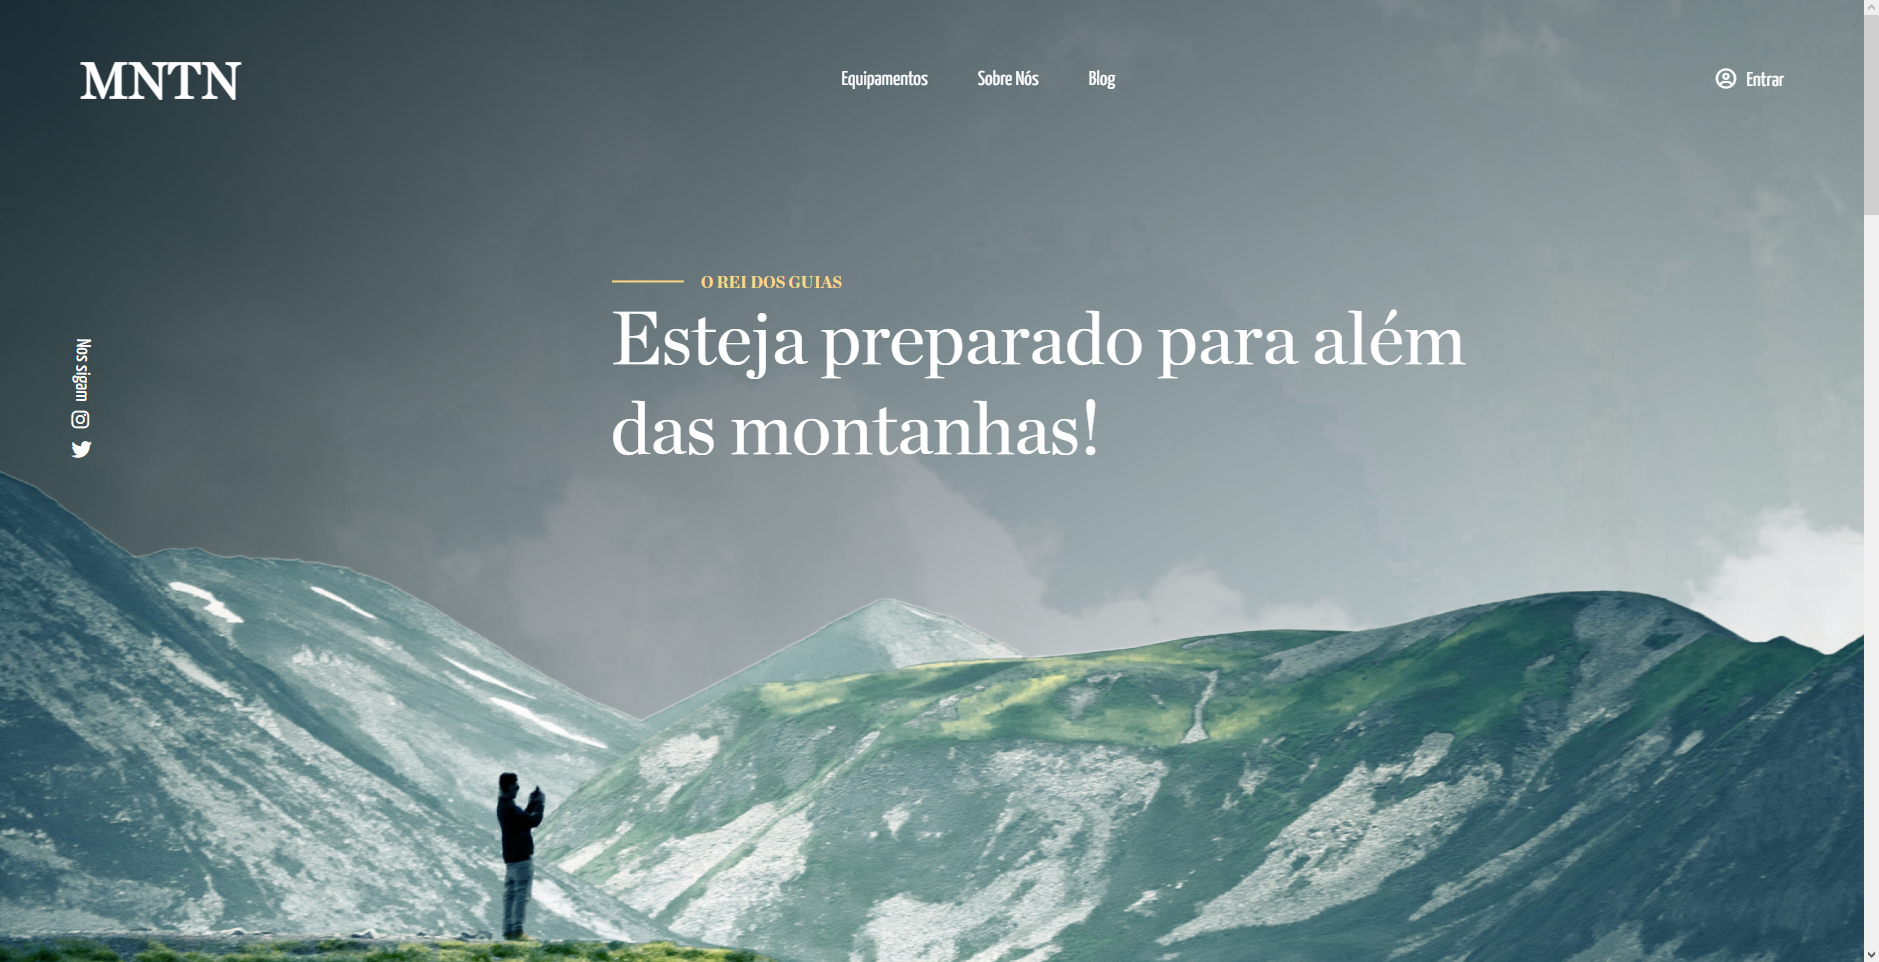 MNTN
Equipamentos
Sobre Nós
Blog
Entrar
O REI DOS GUIAS
Esteja preparado para além
das montanhas!
Nos sigam